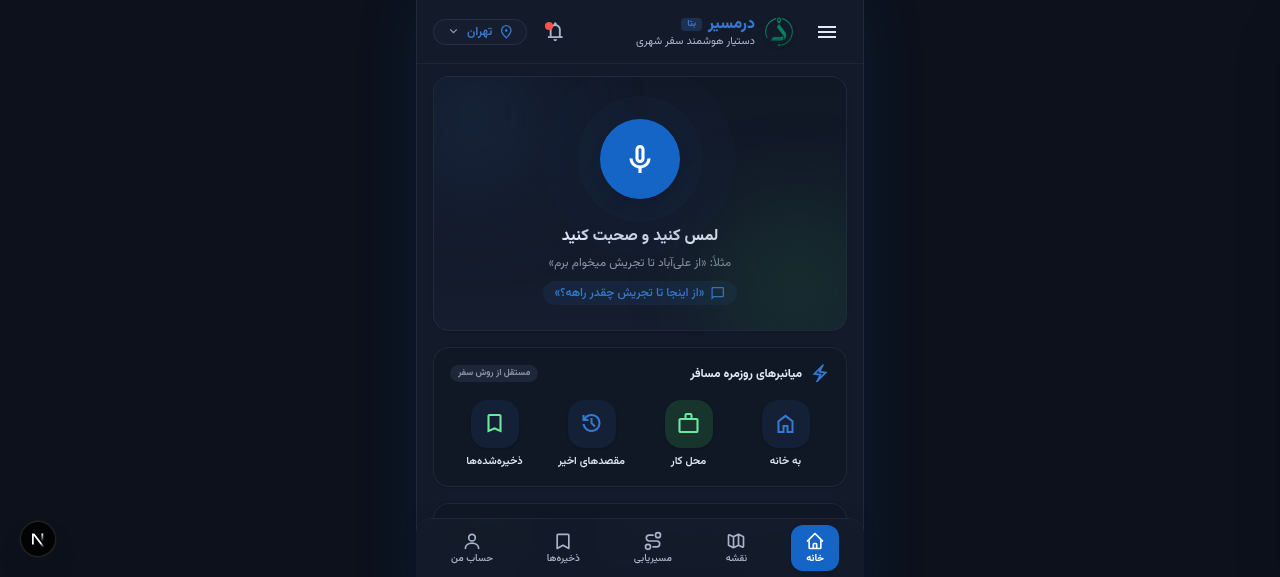 درمسیر بتا
دستیار هوشمند سفر شهری
تهران
لمس کنید و صحبت کنید
مثلاً: «از علی‌آباد تا تجریش میخوام برم»
«از اینجا تا تجریش چقدر راهه؟»
میانبرهای روزمره مسافر
مستقل از روش سفر
به خانه
محل کار
مقصدهای اخیر
ذخیره‌شده‌ها
خانه
نقشه
مسیریابی
ذخیره‌ها
حساب من
N